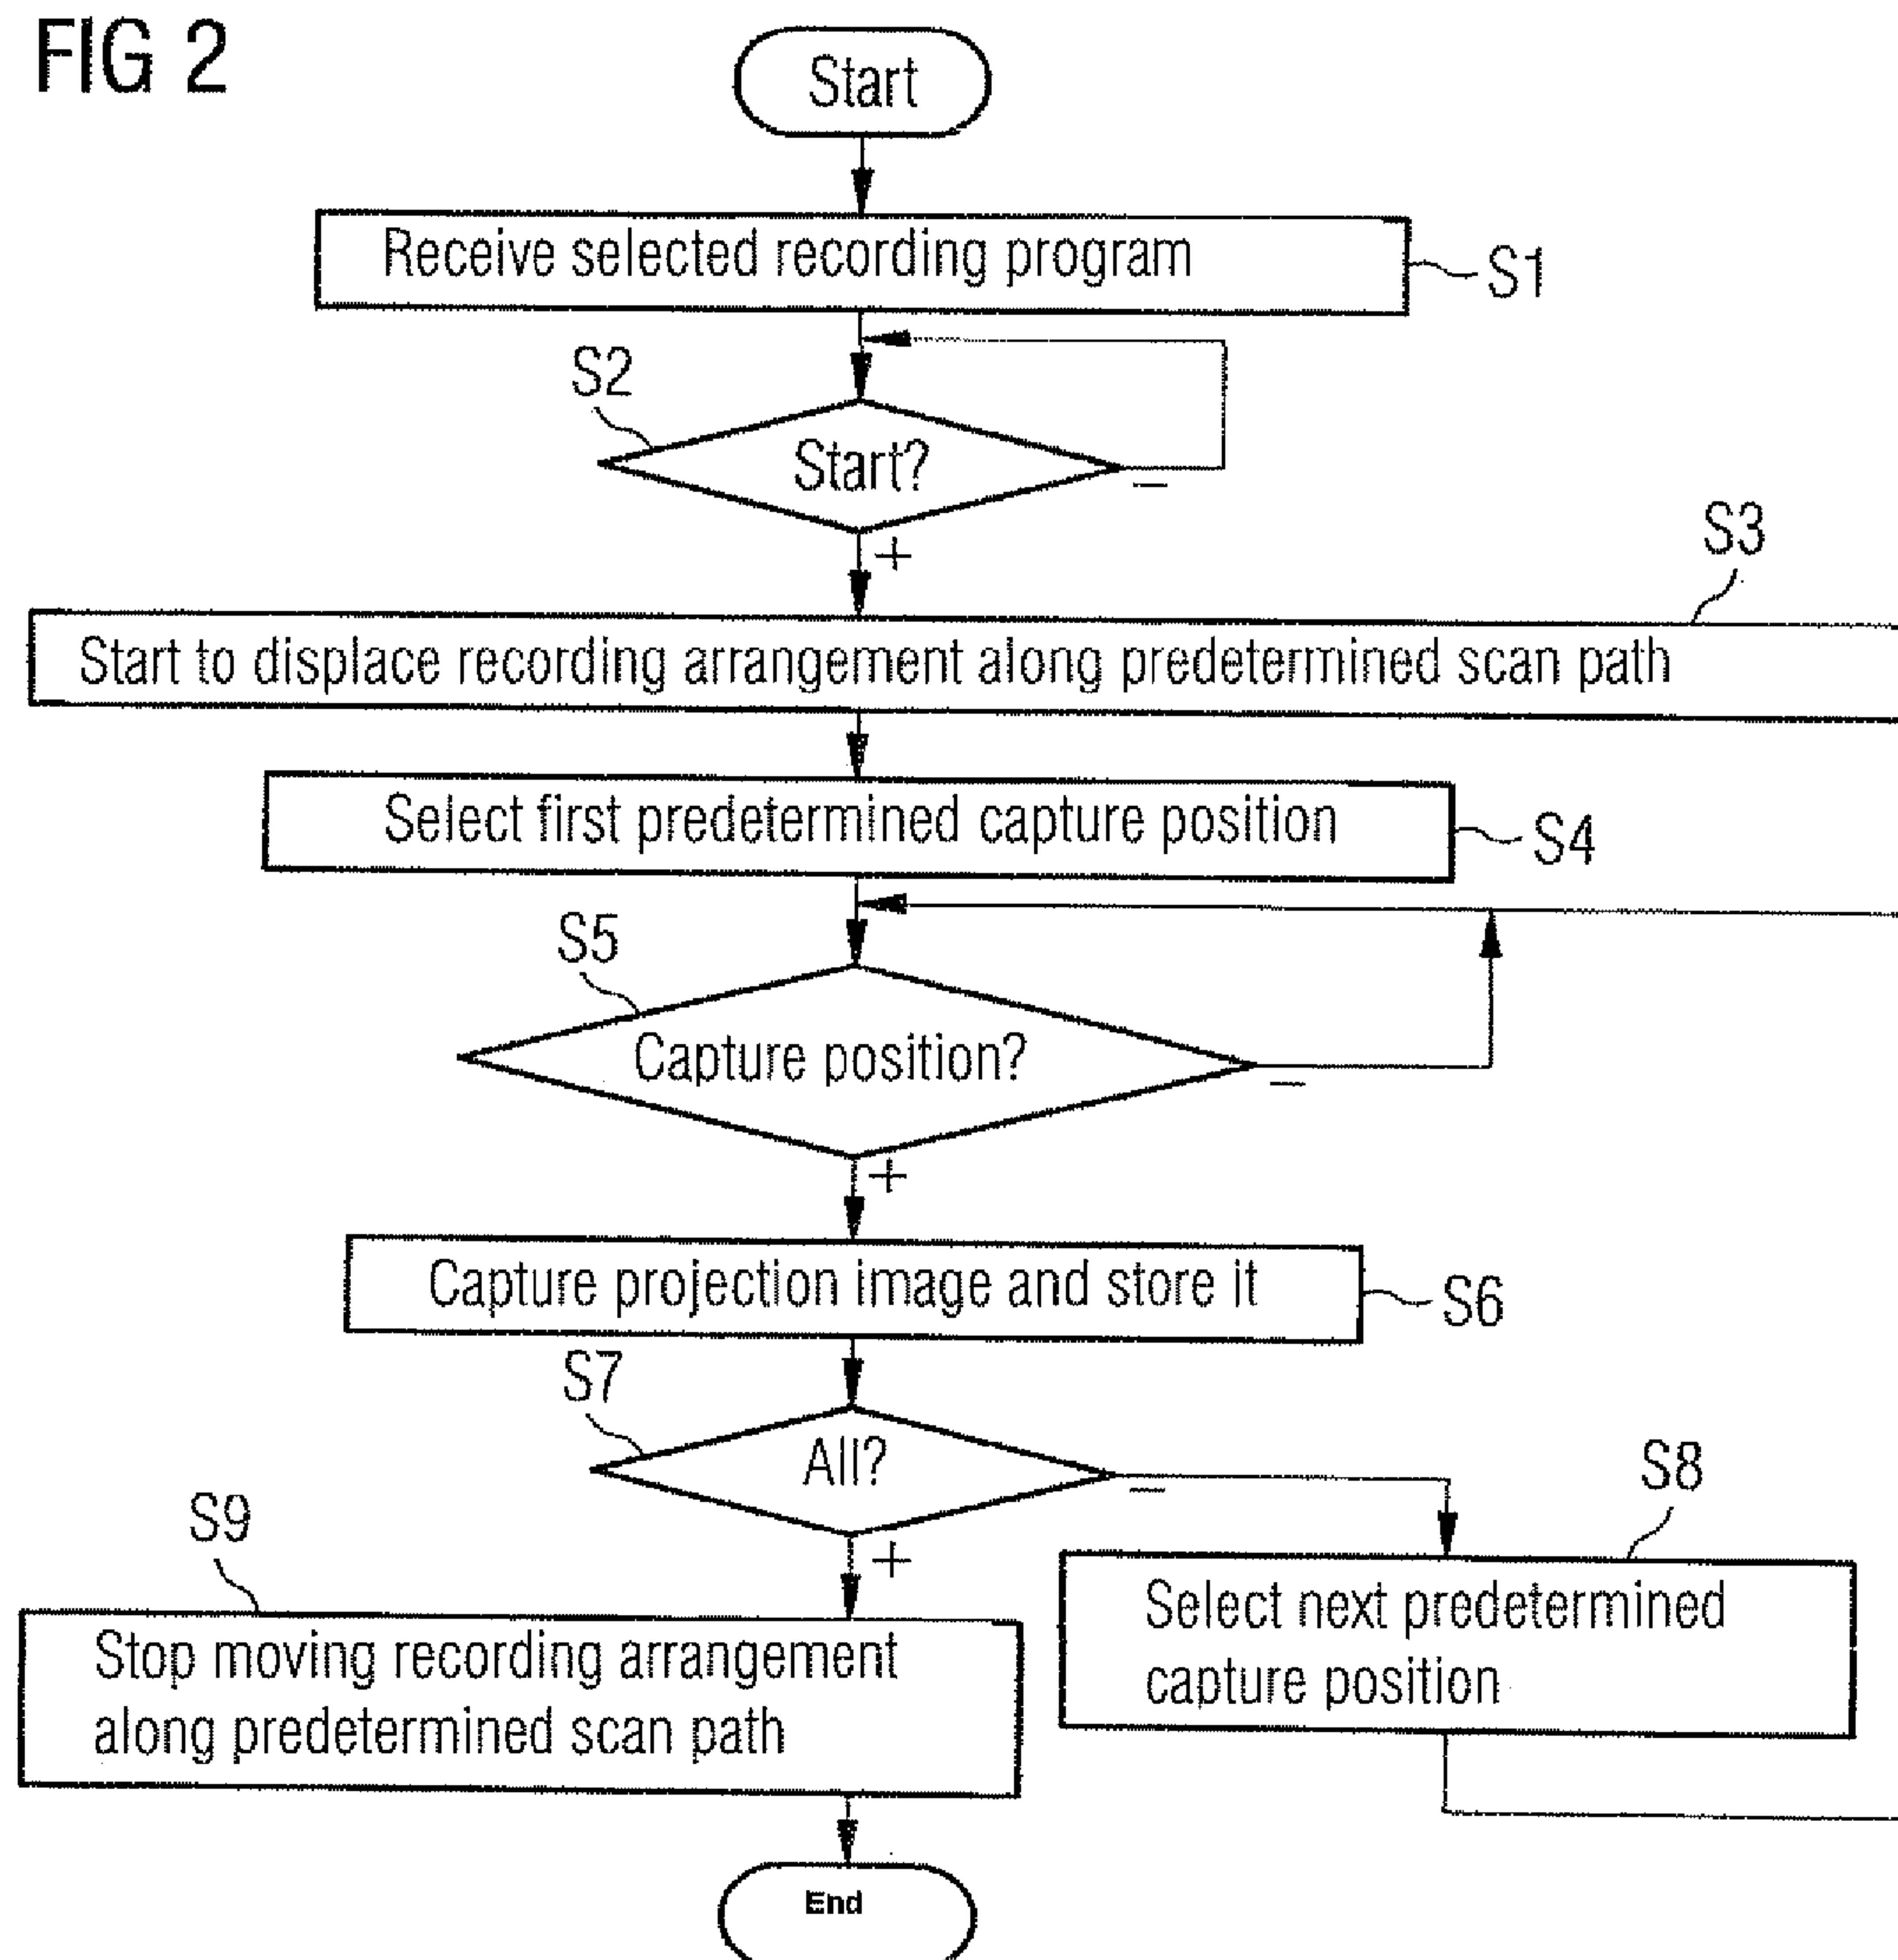 FIG 2
Start
Receive selected recording program
S1
S2
Start?
–
+
S3
Start to displace recording arrangement along predetermined scan path
Select first predetermined capture position
S4
S5
Capture position?
–
+
Capture projection image and store it
S6
S7
All?
–
+
S8
S9
Select next predetermined
capture position
Stop moving recording arrangement
along predetermined scan path
End